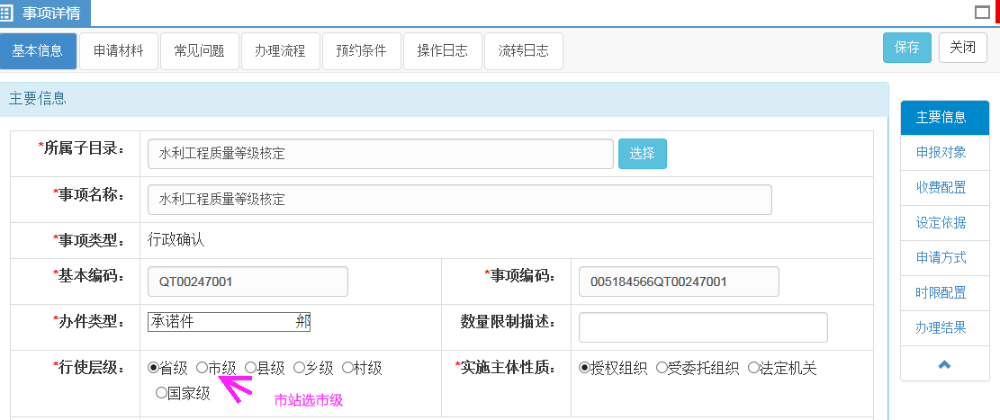 事项详情
基本信息 申请材料 常见问题 办理流程 预约条件 操作日志 流转日志 保存 关闭
主要信息
*所属子目录： 水利工程质量等级核定 选择
*事项名称： 水利工程质量等级核定
*事项类型： 行政确认
*基本编码： QT00247001 *事项编码： 005184566QT00247001
*办件类型： 承诺件 数量限制描述：
*行使层级： 省级 市级 县级 乡级 村级 *实施主体性质： 授权组织 受委托组织 法定机关
国家级 市站选市级
主要信息
申报对象
收费配置
设定依据
申请方式
时限配置
办理结果